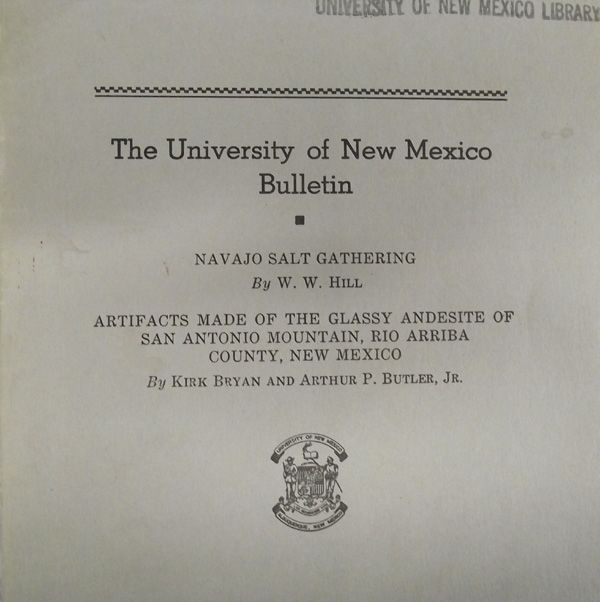 UNIVERSITY OF NEW MEXICO LIBRARY
The University of New Mexico
Bulletin
NAVAJO SALT GATHERING
By W. W. HILL
ARTIFACTS MADE OF THE GLASSY ANDESITE OF
SAN ANTONIO MOUNTAIN, RIO ARRIBA
COUNTY, NEW MEXICO
By KIRK BRYAN AND ARTHUR P. BUTLER, JR.
UNIVERSITY OF NEW MEXICO
ALBUQUERQUE, NEW MEXICO